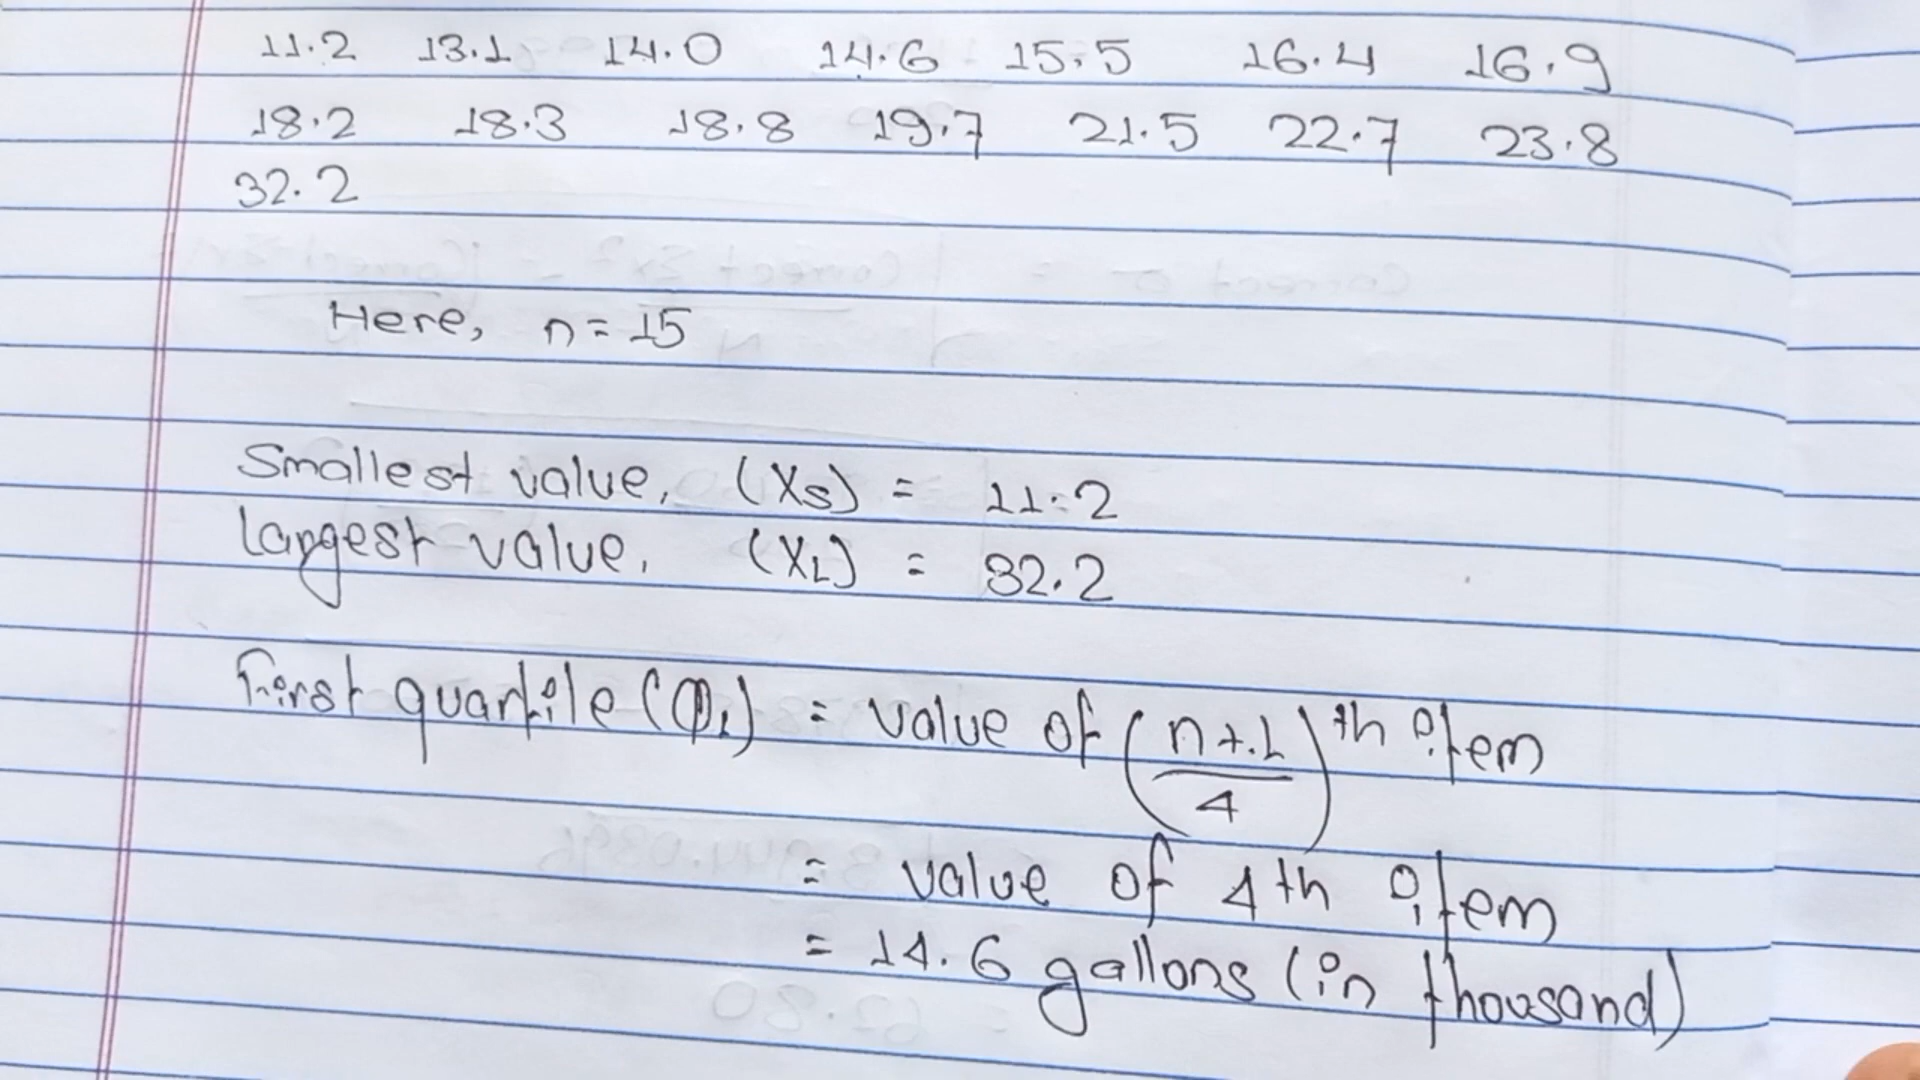 11.2 13.1 14.0 14.6 15.5 16.4 16.9
18.2 18.3 18.8 19.7 21.5 22.7 23.8
32.2
Here, n = 15
Smallest value, (XS) = 11.2
Largest value, (XL) = 32.2
First quartile (Q1) = value of (n+1/4)th item
= value of 4th item
= 14.6 gallons (in thousand)